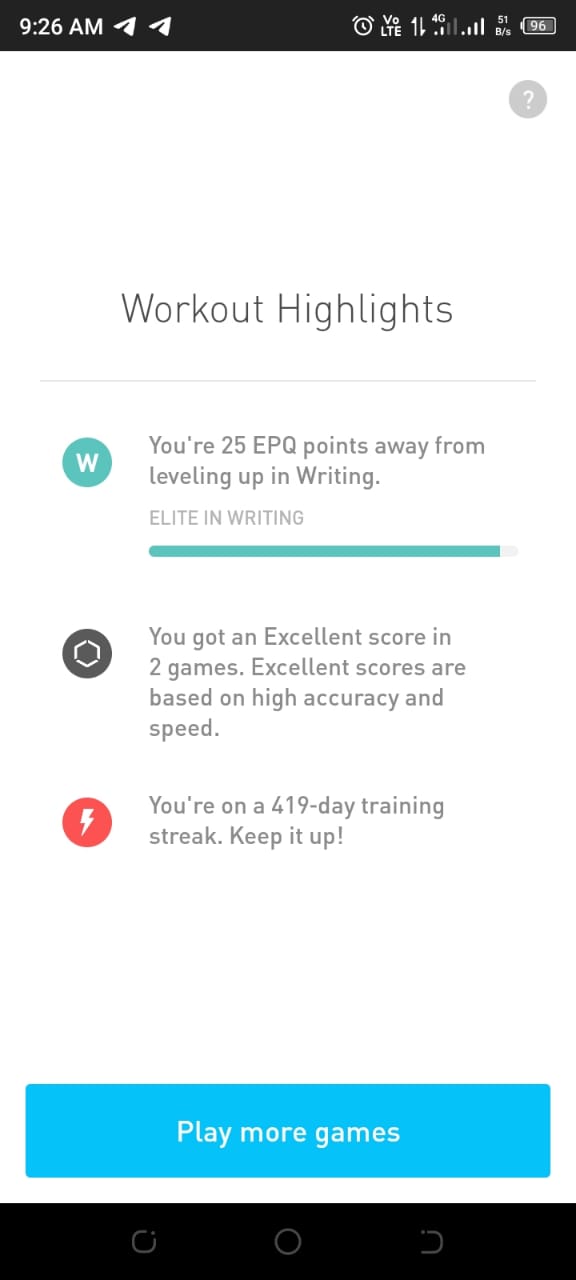 9:26 AM
Vo LTE 4G 51 B/s 96
?
Workout Highlights
W
You're 25 EPQ points away from
leveling up in Writing.
ELITE IN WRITING
You got an Excellent score in
2 games. Excellent scores are
based on high accuracy and
speed.
You're on a 419-day training
streak. Keep it up!
Play more games